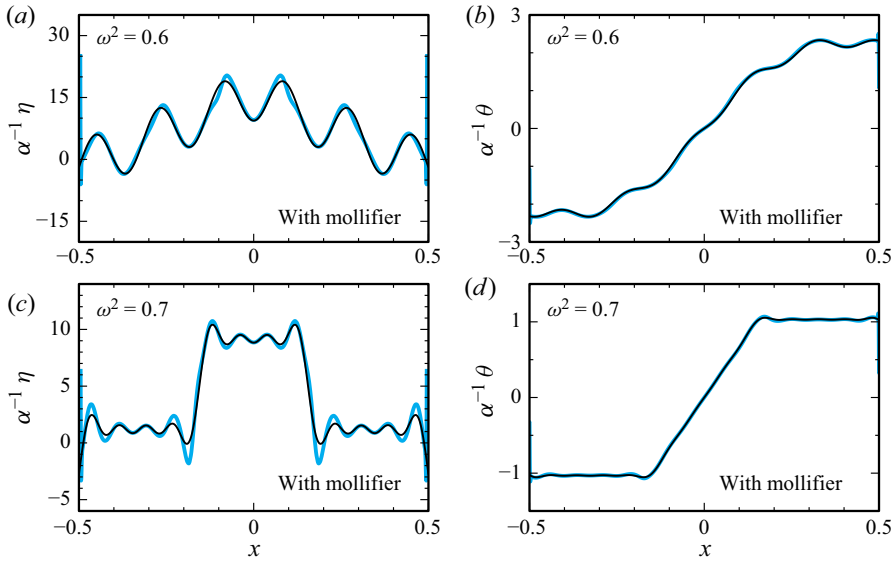 (a)
35
ω² = 0.6
15
0
−15
α⁻¹ η
With mollifier
−0.5
0
0.5
(b)
3
ω² = 0.6
0
−3
α⁻¹ θ
With mollifier
−0.5
0
0.5
(c)
ω² = 0.7
10
5
0
−5
α⁻¹ η
With mollifier
−0.5
0
0.5
x
(d)
ω² = 0.7
1
0
−1
α⁻¹ θ
With mollifier
−0.5
0
0.5
x